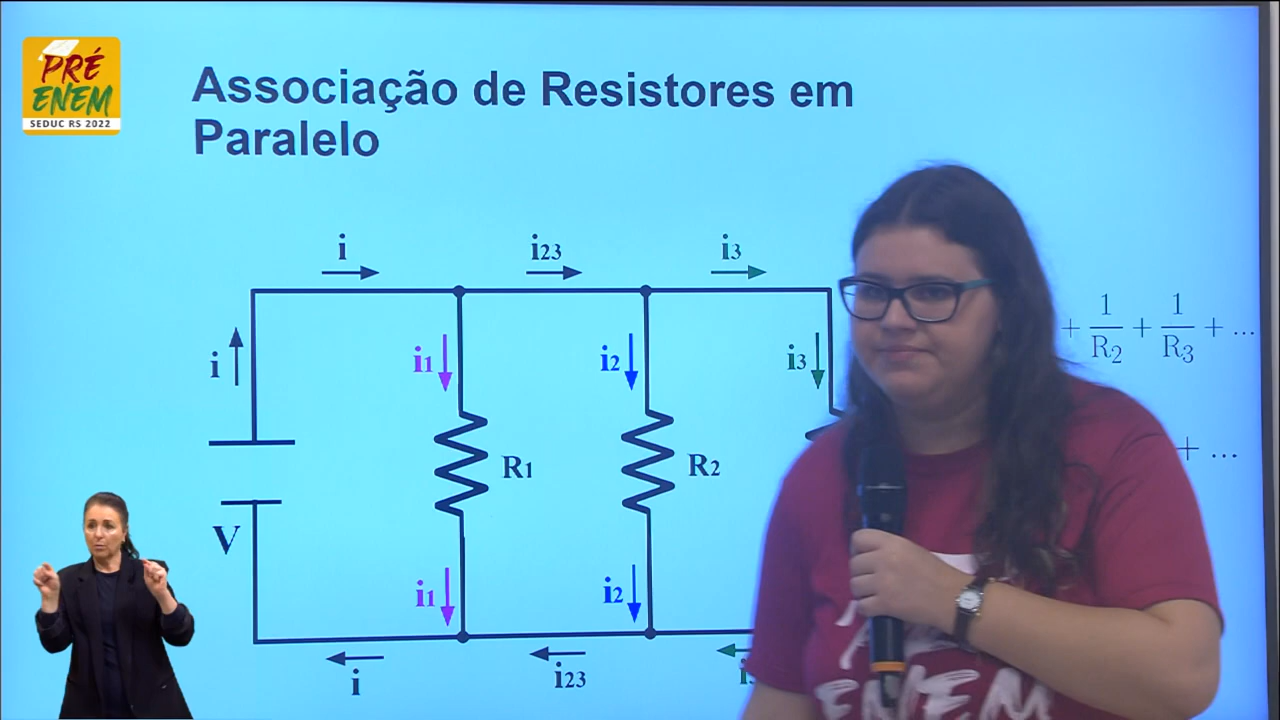 PRÉ
ENEM
SEDUC RS 2022
Associação de Resistores em
Paralelo
i
i23
i3
i
i1
i2
i3
+ 1/R2 + 1/R3 + ...
R1
R2
+ ...
V
i1
i2
i
i23
ENEM